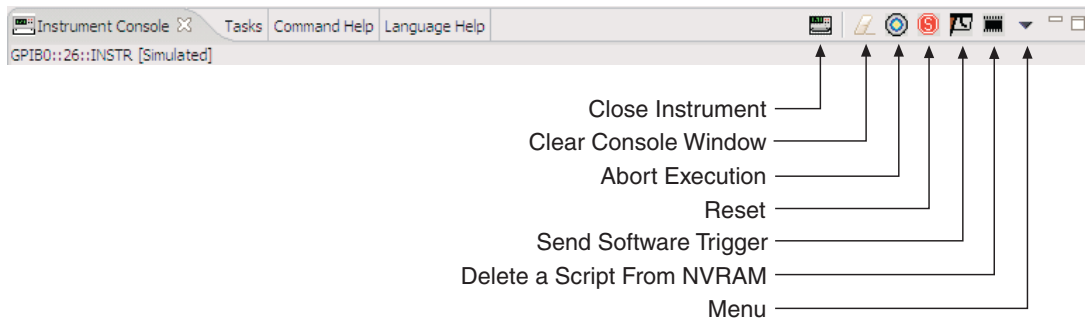 Instrument Console Tasks Command Help Language Help
GPIB0::26::INSTR [Simulated]
Close Instrument
Clear Console Window
Abort Execution
Reset
Send Software Trigger
Delete a Script From NVRAM
Menu